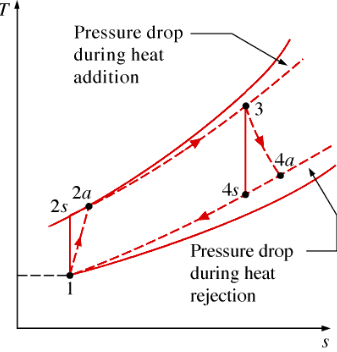 T
Pressure drop
during heat
addition
3
2s
2a
4s
4a
Pressure drop
during heat
rejection
1
s